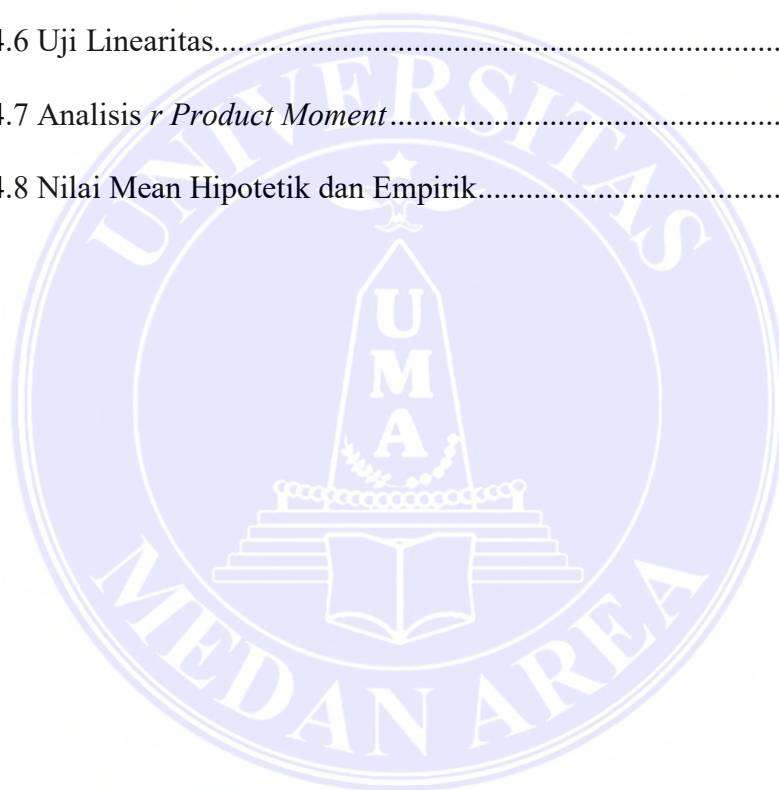 4.6 Uji Linearitas.......................................................................
4.7 Analisis r Product Moment.................................................
4.8 Nilai Mean Hipotetik dan Empirik......................................
UNIVERSITAS
U
M
A
MEDAN AREA